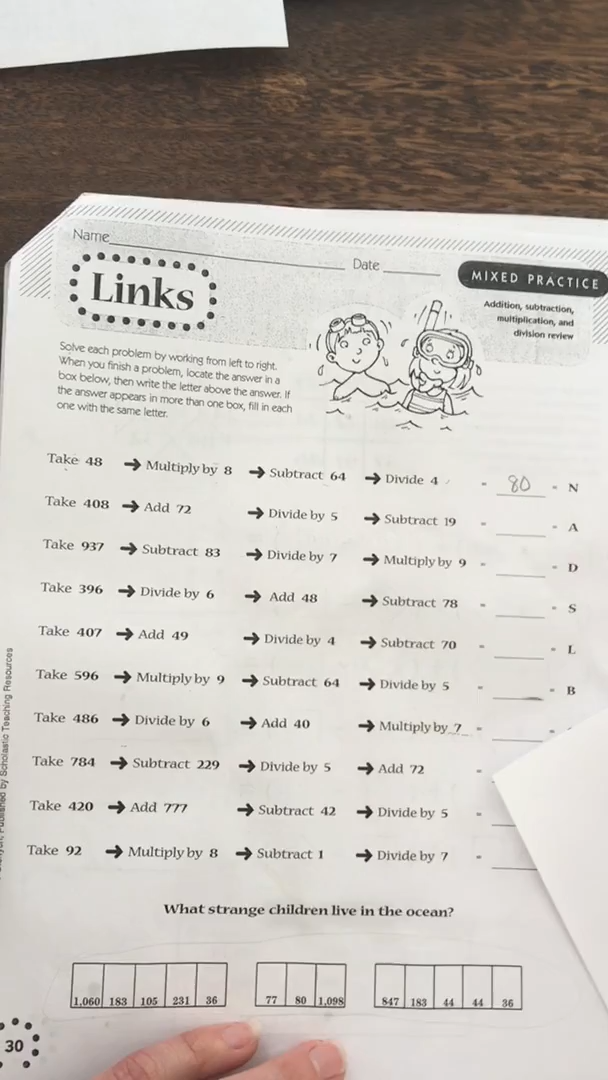 Name
Date
MIXED PRACTICE
Links
Addition, subtraction,
multiplication, and
division review
Solve each problem by working from left to right.
When you finish a problem, locate the answer in a
box below, then write the letter above the answer. If
the answer appears in more than one box, fill in each
one with the same letter.
Take 48 → Multiply by 8 → Subtract 64 → Divide 4 = 80 = N
Take 408 → Add 72 → Divide by 5 → Subtract 19 = = A
Take 937 → Subtract 83 → Divide by 7 → Multiply by 9 = = D
Take 396 → Divide by 6 → Add 48 → Subtract 78 = = S
Take 407 → Add 49 → Divide by 4 → Subtract 70 = = L
Take 596 → Multiply by 9 → Subtract 64 → Divide by 5 = = B
Take 486 → Divide by 6 → Add 40 → Multiply by 7 = =
Take 784 → Subtract 229 → Divide by 5 → Add 72 =
Take 420 → Add 777 → Subtract 42 → Divide by 5 =
Take 92 → Multiply by 8 → Subtract 1 → Divide by 7 =
What strange children live in the ocean?
1,060 183 105 231 36 77 80 1,098 847 183 44 44 36
30
Published by Scholastic Teaching Resources